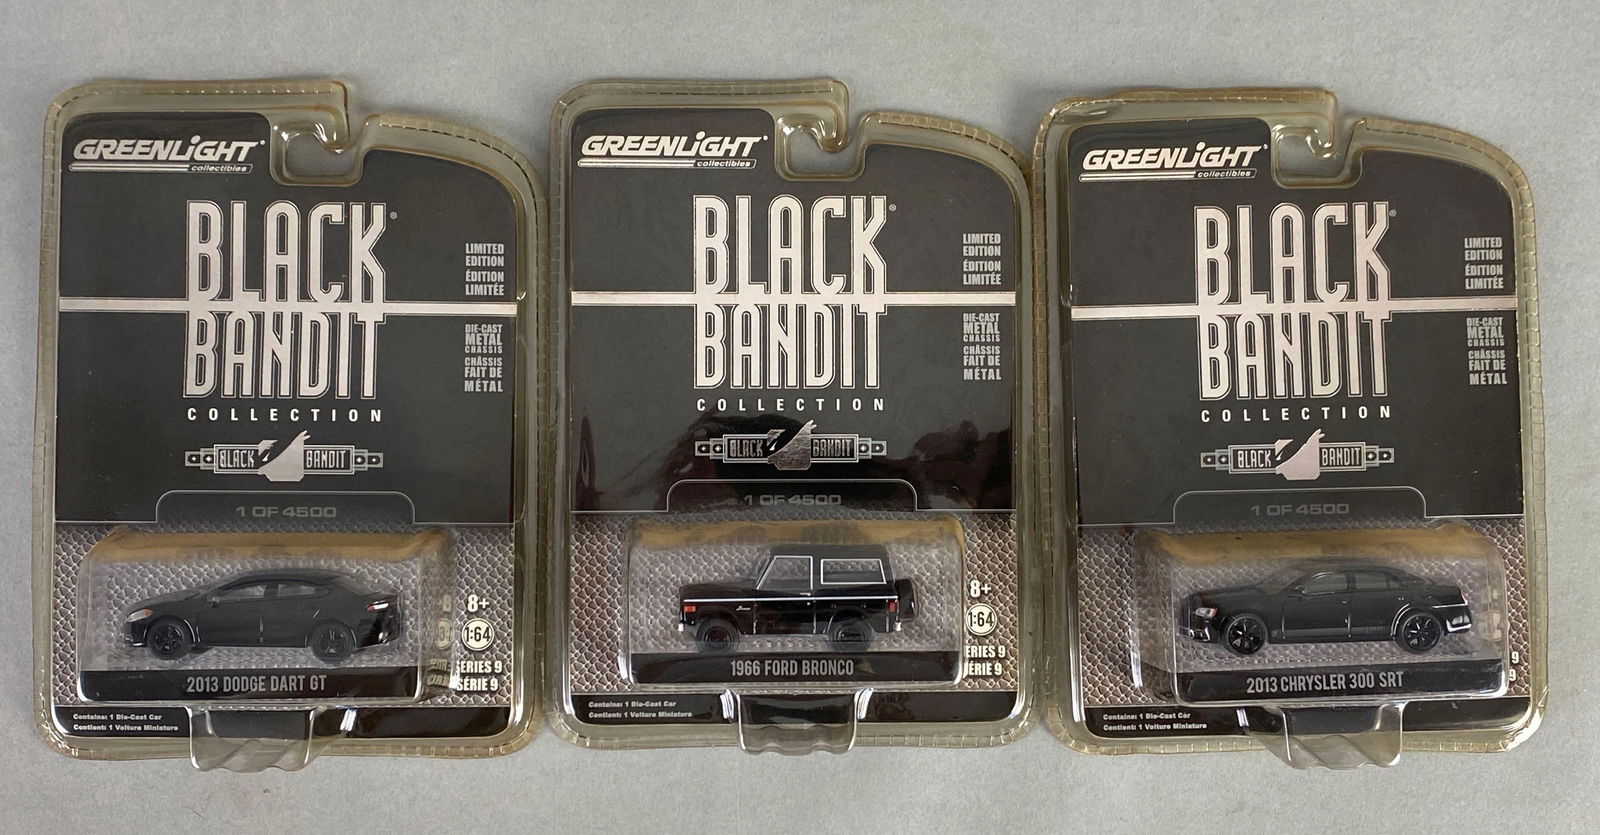 GREENLiGHT®
collectibles
BLACK®
BANDIT
COLLECTION
LIMITED
EDITION
ÉDITION
LIMITÉE
DIE-CAST
METAL
CHASSIS
CHÂSSIS
FAIT DE
MÉTAL
BLACK BANDIT
1 OF 4500
8+
1:64
SERIES 9
SÉRIE 9
2013 DODGE DART GT
Contains: 1 Die-Cast Car
Contient: 1 Voiture Miniature
GREENLiGHT®
collectibles
BLACK®
BANDIT
COLLECTION
LIMITED
EDITION
ÉDITION
LIMITÉE
DIE-CAST
METAL
CHASSIS
CHÂSSIS
FAIT DE
MÉTAL
BLACK BANDIT
1 OF 4500
8+
1:64
ERIES 9
ÉRIE 9
1966 FORD BRONCO
Contains: 1 Die-Cast Car
Contient: 1 Voiture Miniature
GREENLiGHT®
collectibles
BLACK®
BANDIT
COLLECTION
LIMITED
EDITION
ÉDITION
LIMITÉE
DIE-CAST
METAL
CHASSIS
CHÂSSIS
FAIT DE
MÉTAL
BLACK BANDIT
1 OF 4500
9
9
2013 CHRYSLER 300 SRT
Contains: 1 Die-Cast Car
Contient: 1 Voiture Miniature